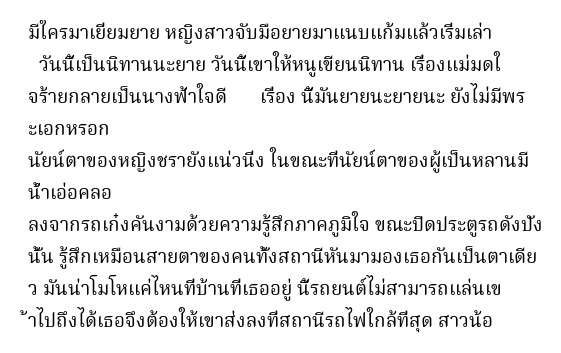 มีใครมาเยี่ยมยาย หญิงสาวจับมือยายมาแนบแก้มแล้วเริ่มเล่า
วันนี้เป็นนิทานนะยาย วันนี้เขาให้หนูเขียนนิทาน เรื่องแม่มดใ
จร้ายกลายเป็นนางฟ้าใจดี เรื่อง นี้มันยายนะยายนะ ยังไม่มีพร
ะเอกหรอก
นัยน์ตาของหญิงชรายังแน่วนิ่ง ในขณะที่นัยน์ตาของผู้เป็นหลานมี
น้ำเอ่อคลอ
ลงจากรถเก๋งคันงามด้วยความรู้สึกภาคภูมิใจ ขณะปิดประตูรถดังปัง
นั้น รู้สึกเหมือนสายตาของคนทั้งสถานีหันมามองเธอกันเป็นตาเดีย
ว มันน่าโมโหแค่ไหนที่บ้านที่เธออยู่ นี้รถยนต์ไม่สามารถแล่นเข
้าไปถึงได้เธอจึงต้องให้เขาส่งลงที่สถานีรถไฟใกล้ที่สุด สาวน้อ